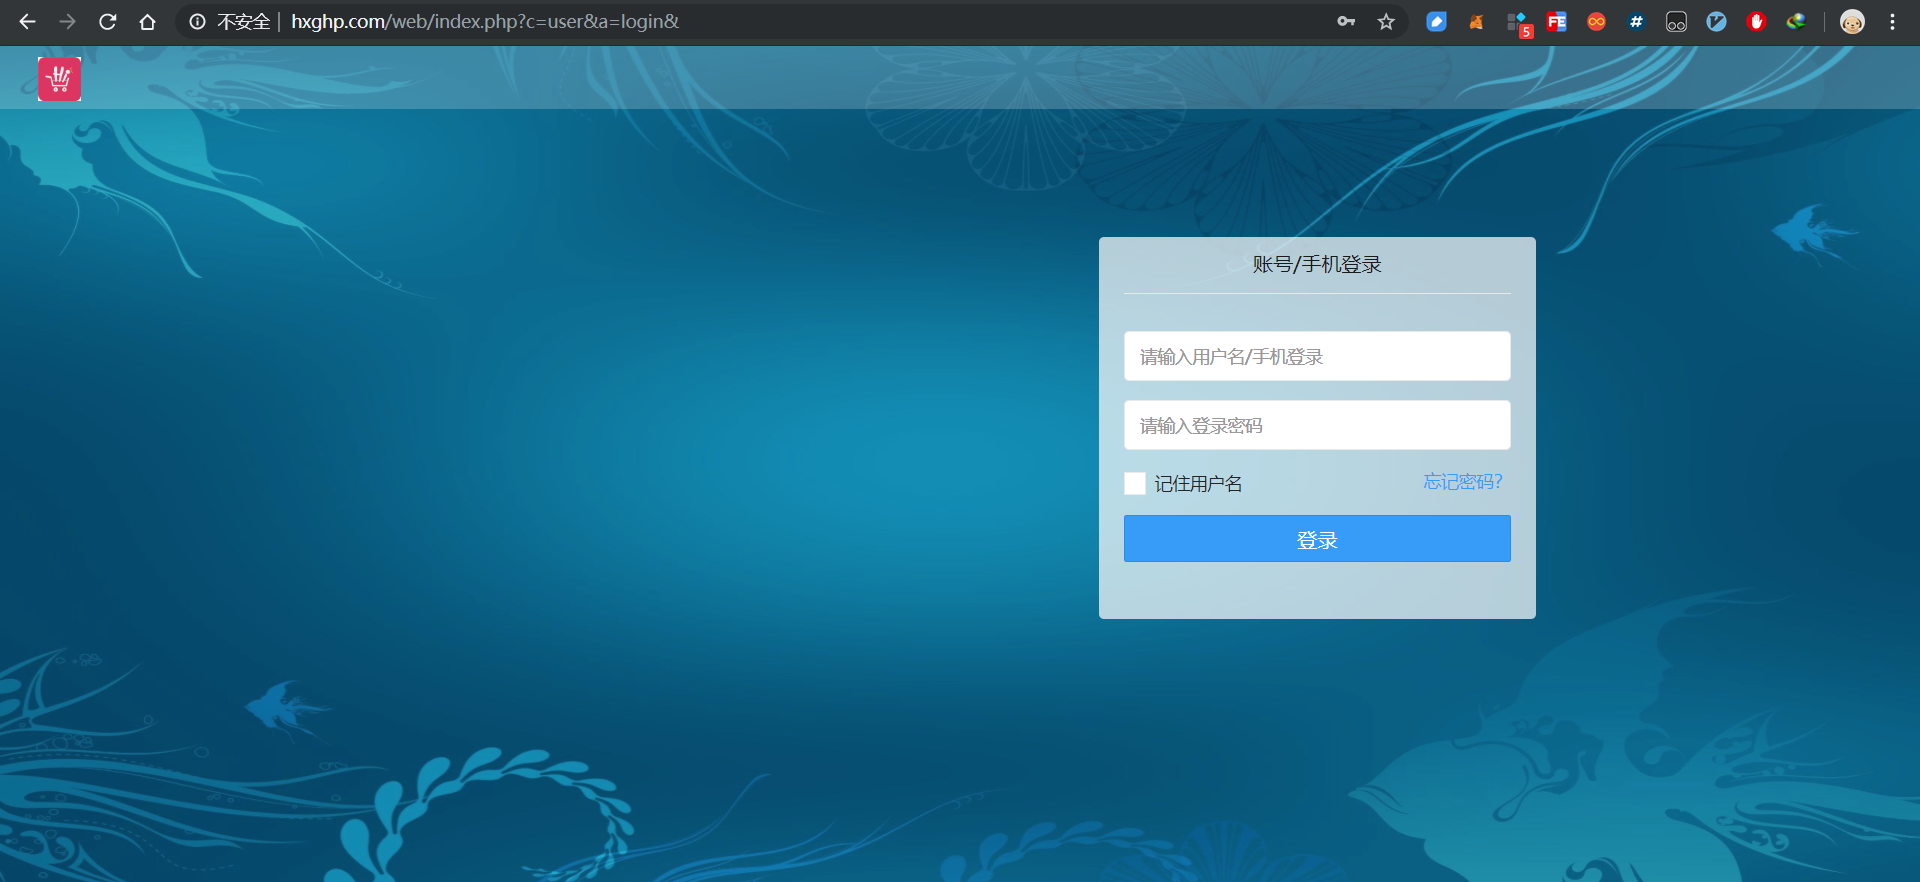 不安全 | hxghp.com/web/index.php?c=user&a=login&
5
FE
#
Hi
账号/手机登录
请输入用户名/手机登录
请输入登录密码
记住用户名
忘记密码?
登录